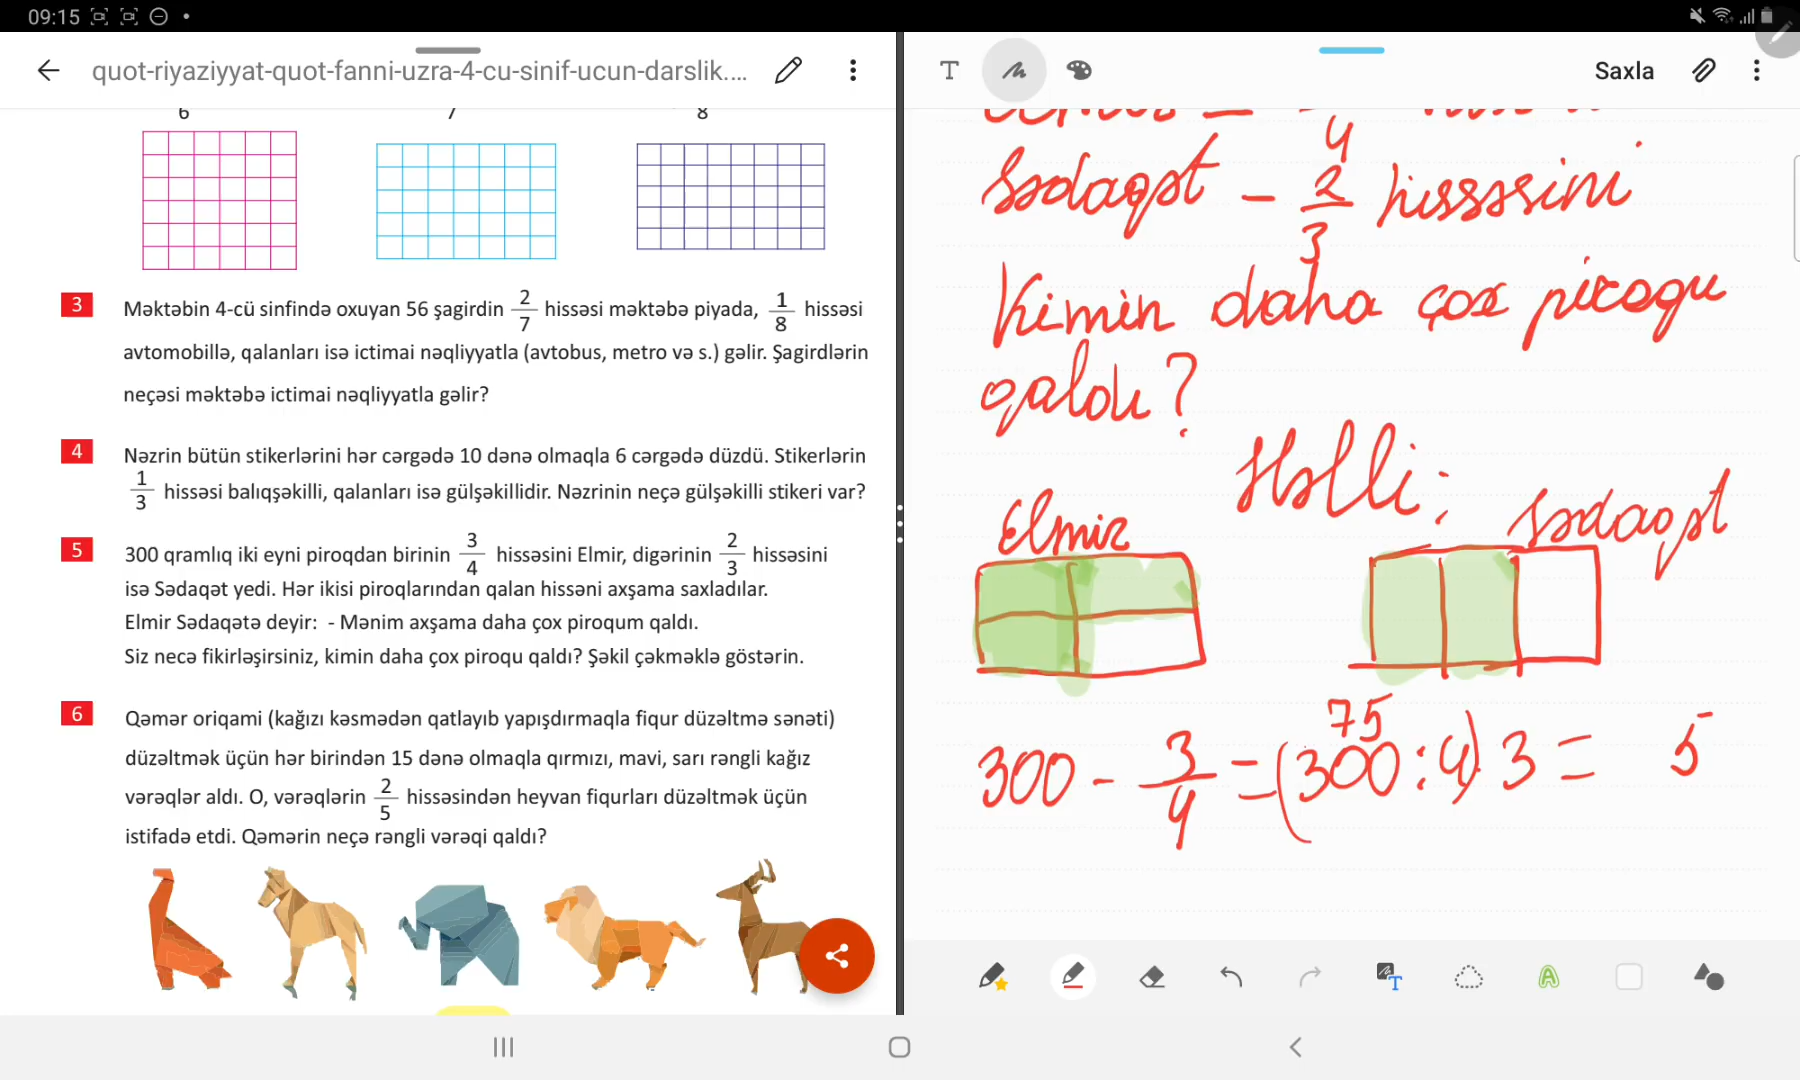 09:15
quot-riyaziyyat-quot-fanni-uzra-4-cu-sinif-ucun-darslik....
6 7 8
3 Məktəbin 4-cü sinfində oxuyan 56 şagirdin 2/7 hissəsi məktəbə piyada, 1/8 hissəsi
avtomobillə, qalanları isə ictimai nəqliyyatla (avtobus, metro və s.) gəlir. Şagirdlərin
neçəsi məktəbə ictimai nəqliyyatla gəlir?
4 Nəzrin bütün stikerlərini hər cərgədə 10 dənə olmaqla 6 cərgədə düzdü. Stikerlərin
1/3 hissəsi balıqşəkilli, qalanları isə gülşəkillidir. Nəzrinin neçə gülşəkilli stikeri var?
5 300 qramlıq iki eyni piroqdan birinin 3/4 hissəsini Elmir, digərinin 2/3 hissəsini
isə Sədaqət yedi. Hər ikisi piroqlarından qalan hissəni axşama saxladılar.
Elmir Sədaqətə deyir: - Mənim axşama daha çox piroqum qaldı.
Siz necə fikirləşirsiniz, kimin daha çox piroqu qaldı? Şəkil çəkməklə göstərin.
6 Qəmər oriqami (kağızı kəsmədən qatlayıb yapışdırmaqla fiqur düzəltmə sənəti)
düzəltmək üçün hər birindən 15 dənə olmaqla qırmızı, mavi, sarı rəngli kağız
vərəqlər aldı. O, vərəqlərin 2/5 hissəsindən heyvan fiqurları düzəltmək üçün
istifadə etdi. Qəmərin neçə rəngli vərəqi qaldı?
Saxla
4
Sədaqət - 2/3 hissəsini
Kimin daha çox piroqu
qaldı?
Həlli:
Elmir
Sədaqət
75
300 - 3/4 = (300 : 4) 3 = 5